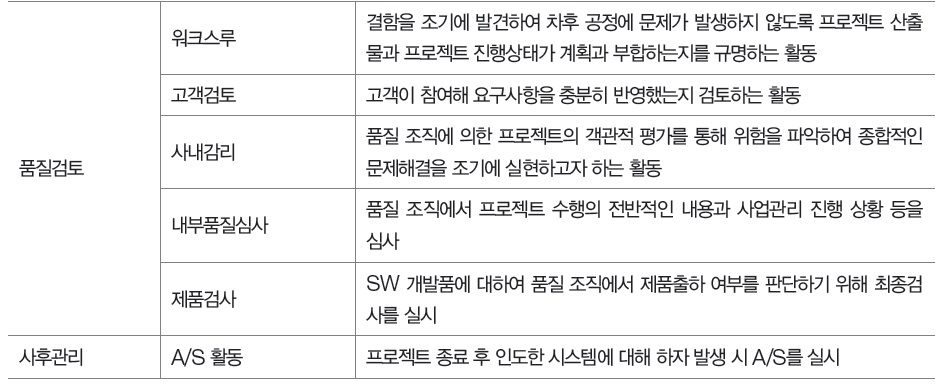 워크스루
결함을 조기에 발견하여 차후 공정에 문제가 발생하지 않도록 프로젝트 산출
물과 프로젝트 진행상태가 계획과 부합하는지를 규명하는 활동
고객검토
고객이 참여해 요구사항을 충분히 반영했는지 검토하는 활동
품질검토
사내감리
품질 조직에 의한 프로젝트의 객관적 평가를 통해 위험을 파악하여 종합적인
문제해결을 조기에 실현하고자 하는 활동
내부품질심사
품질 조직에서 프로젝트 수행의 전반적인 내용과 사업관리 진행 상황 등을
심사
제품검사
SW 개발품에 대하여 품질 조직에서 제품출하 여부를 판단하기 위해 최종검
사를 실시
사후관리
A/S 활동
프로젝트 종료 후 인도한 시스템에 대해 하자 발생 시 A/S를 실시